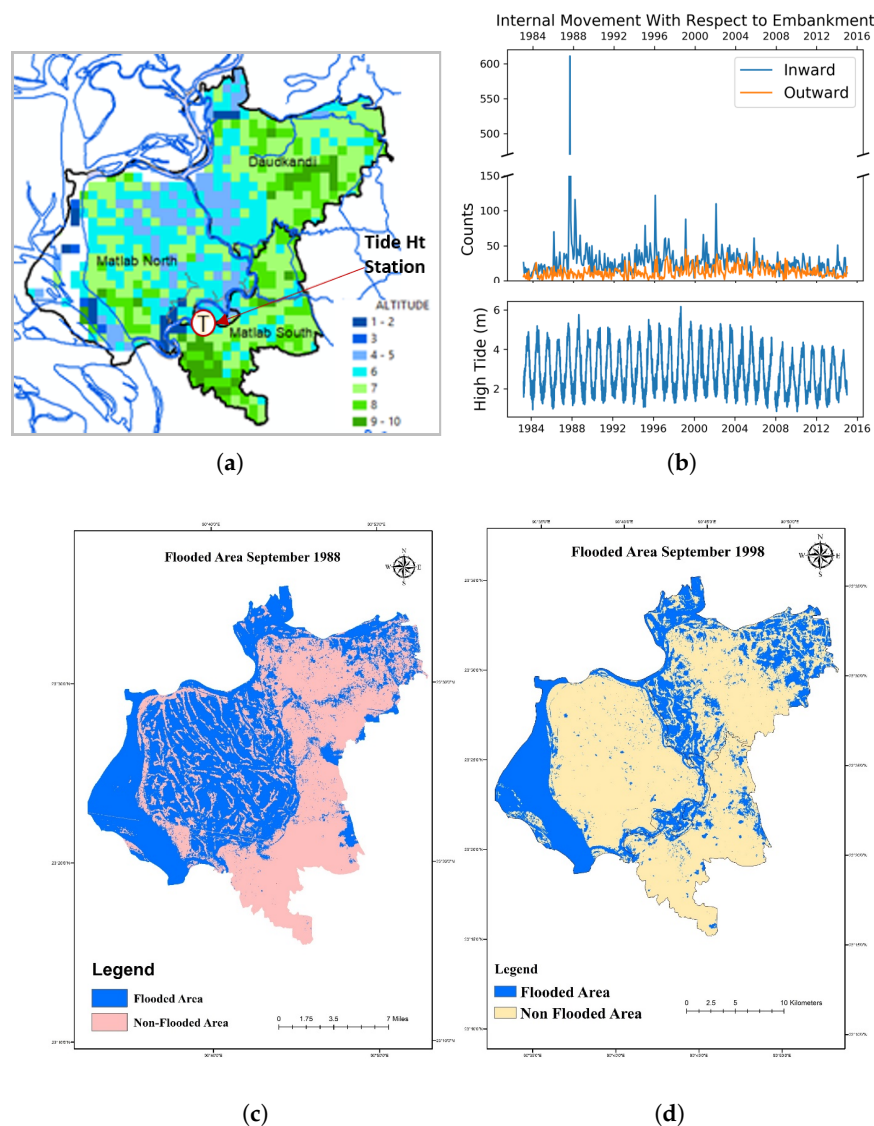 Daudkandi
Tide Ht
Station
Matlab North
T
Matlab South
ALTITUDE
1 - 2
3
4 - 5
6
7
8
9 - 10
(a)
Internal Movement With Respect to Embankment
1984 1988 1992 1996 2000 2004 2008 2012 2016
Inward
Outward
600
550
500
150
100
50
0
Counts
6
4
2
High Tide (m)
1984 1988 1992 1996 2000 2004 2008 2012 2016
(b)
Flooded Area September 1988
N
W E
S
Legend
Flooded Area
Non-Flooded Area
0 1.75 3.5 7 Miles
(c)
Flooded Area September 1998
N
W E
S
Legend
Flooded Area
Non Flooded Area
0 2.5 5 10 Kilometers
(d)